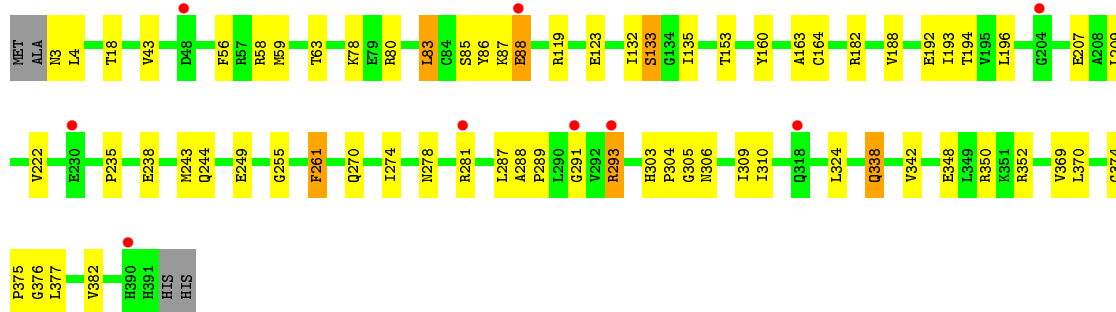 MET ALA N3 L4 T18 V43 D48 F56 R57 R58 M59 T63 K78 E79 R80 L83 C84 S85 Y86 K87 E88 R119 E123 I132 S133 G134 I135 T153 Y160 A163 C164 R182 V188 E192 I193 T194 V195 L196 G204 E207 A208
V222 E230 P235 E238 M243 Q244 E249 G255 F261 Q270 I274 N278 R281 L287 A288 P289 L290 G291 V292 R293 H303 P304 G305 N306 I309 I310 Q318 L324 Q338 V342 E348 L349 R350 K351 R352 V369 L370
P375 G376 L377 V382 H390 H391 HIS HIS